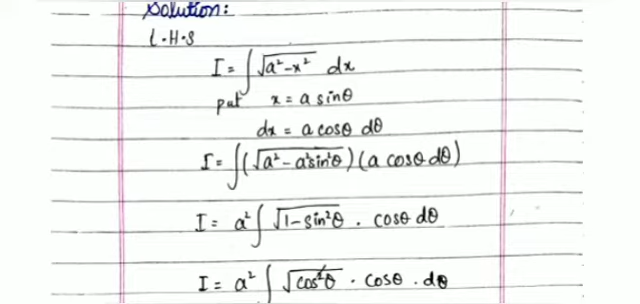 Solution:
L.H.S
I = ∫ √a²-x² dx
put x = a sinθ
dx = a cosθ dθ
I = ∫(√a² - a²sin²θ)(a cosθ dθ)
I = a² ∫ √1-sin²θ . cosθ dθ
I = a² ∫ √cos²θ . cosθ . dθ